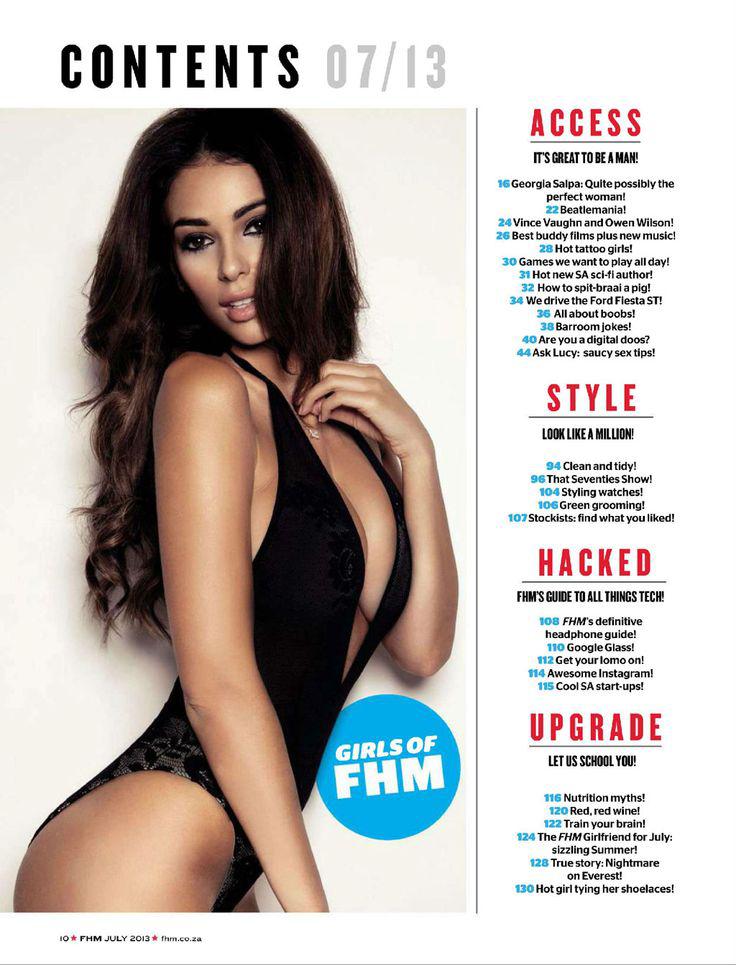 CONTENTS 07/13
ACCESS
IT'S GREAT TO BE A MAN!
16 Georgia Salpa: Quite possibly the
perfect woman!
22 Beatlemania!
24 Vince Vaughn and Owen Wilson!
26 Best buddy films plus new music!
28 Hot tattoo girls!
30 Games we want to play all day!
31 Hot new SA sci-fi author!
32 How to spit-braai a pig!
34 We drive the Ford Fiesta ST!
36 All about boobs!
38 Barroom jokes!
40 Are you a digital doos?
44 Ask Lucy: saucy sex tips!
STYLE
LOOK LIKE A MILLION!
94 Clean and tidy!
96 That Seventies Show!
104 Styling watches!
106 Green grooming!
107 Stockists: find what you liked!
HACKED
FHM'S GUIDE TO ALL THINGS TECH!
108 FHM's definitive
headphone guide!
110 Google Glass!
112 Get your lomo on!
114 Awesome Instagram!
115 Cool SA start-ups!
UPGRADE
LET US SCHOOL YOU!
116 Nutrition myths!
120 Red, red wine!
122 Train your brain!
124 The FHM Girlfriend for July:
sizzling Summer!
128 True story: Nightmare
on Everest!
130 Hot girl tying her shoelaces!
GIRLS OF
FHM
10 ★ FHM JULY 2013 ★ fhm.co.za